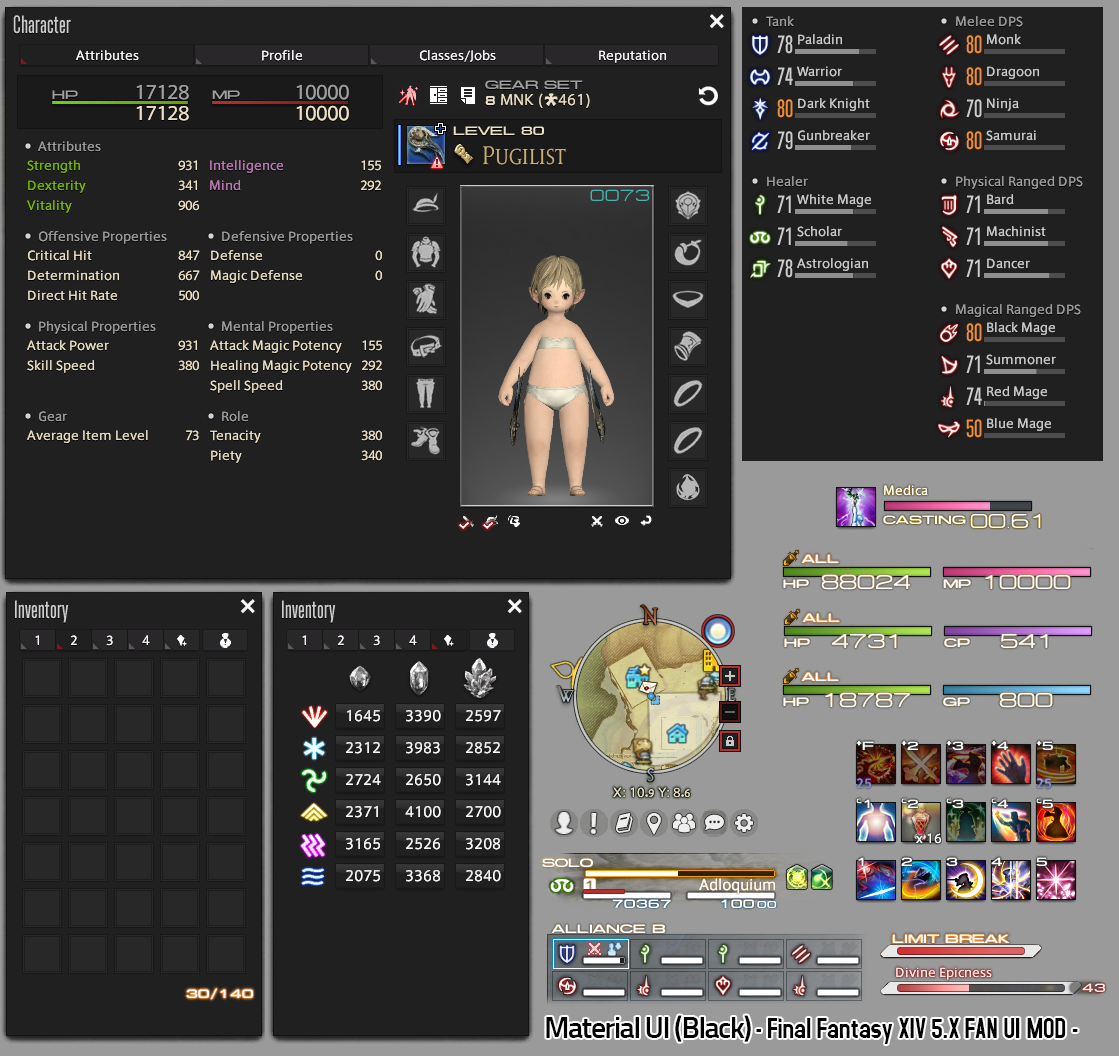 Character
Attributes Profile Classes/Jobs Reputation
HP 17128 MP 10000
17128 10000
GEAR SET
8 MNK (461)
LEVEL 80
PUGILIST
Attributes
Strength 931 Intelligence 155
Dexterity 341 Mind 292
Vitality 906
Offensive Properties Defensive Properties
Critical Hit 847 Defense 0
Determination 667 Magic Defense 0
Direct Hit Rate 500
Physical Properties Mental Properties
Attack Power 931 Attack Magic Potency 155
Skill Speed 380 Healing Magic Potency 292
Spell Speed 380
Gear Role
Average Item Level 73 Tenacity 380
Piety 340
0073
Tank
78 Paladin
74 Warrior
80 Dark Knight
79 Gunbreaker
Healer
71 White Mage
71 Scholar
78 Astrologian
Melee DPS
80 Monk
80 Dragoon
70 Ninja
80 Samurai
Physical Ranged DPS
71 Bard
71 Machinist
71 Dancer
Magical Ranged DPS
80 Black Mage
71 Summoner
74 Red Mage
50 Blue Mage
Medica
CASTING 00.61
ALL
HP 88024 MP 10000
ALL
HP 4731 CP 541
ALL
HP 18787 GP 800
Inventory
1 2 3 4
30/140
Inventory
1 2 3 4
1645 3390 2597
2312 3983 2852
2724 2650 3144
2371 4100 2700
3165 2526 3208
2075 3368 2840
N
W E
S
X: 10.9 Y: 8.6
SOLO
1 Adloquium
70367 10000
ALLIANCE B
F 2 3 4 5
25 25
c1 c2 c3 c4 c5
x16
1 2 3 4 5
LIMIT BREAK
Divine Epicness
43
Material UI (Black) - Final Fantasy XIV 5.X FAN UI MOD -